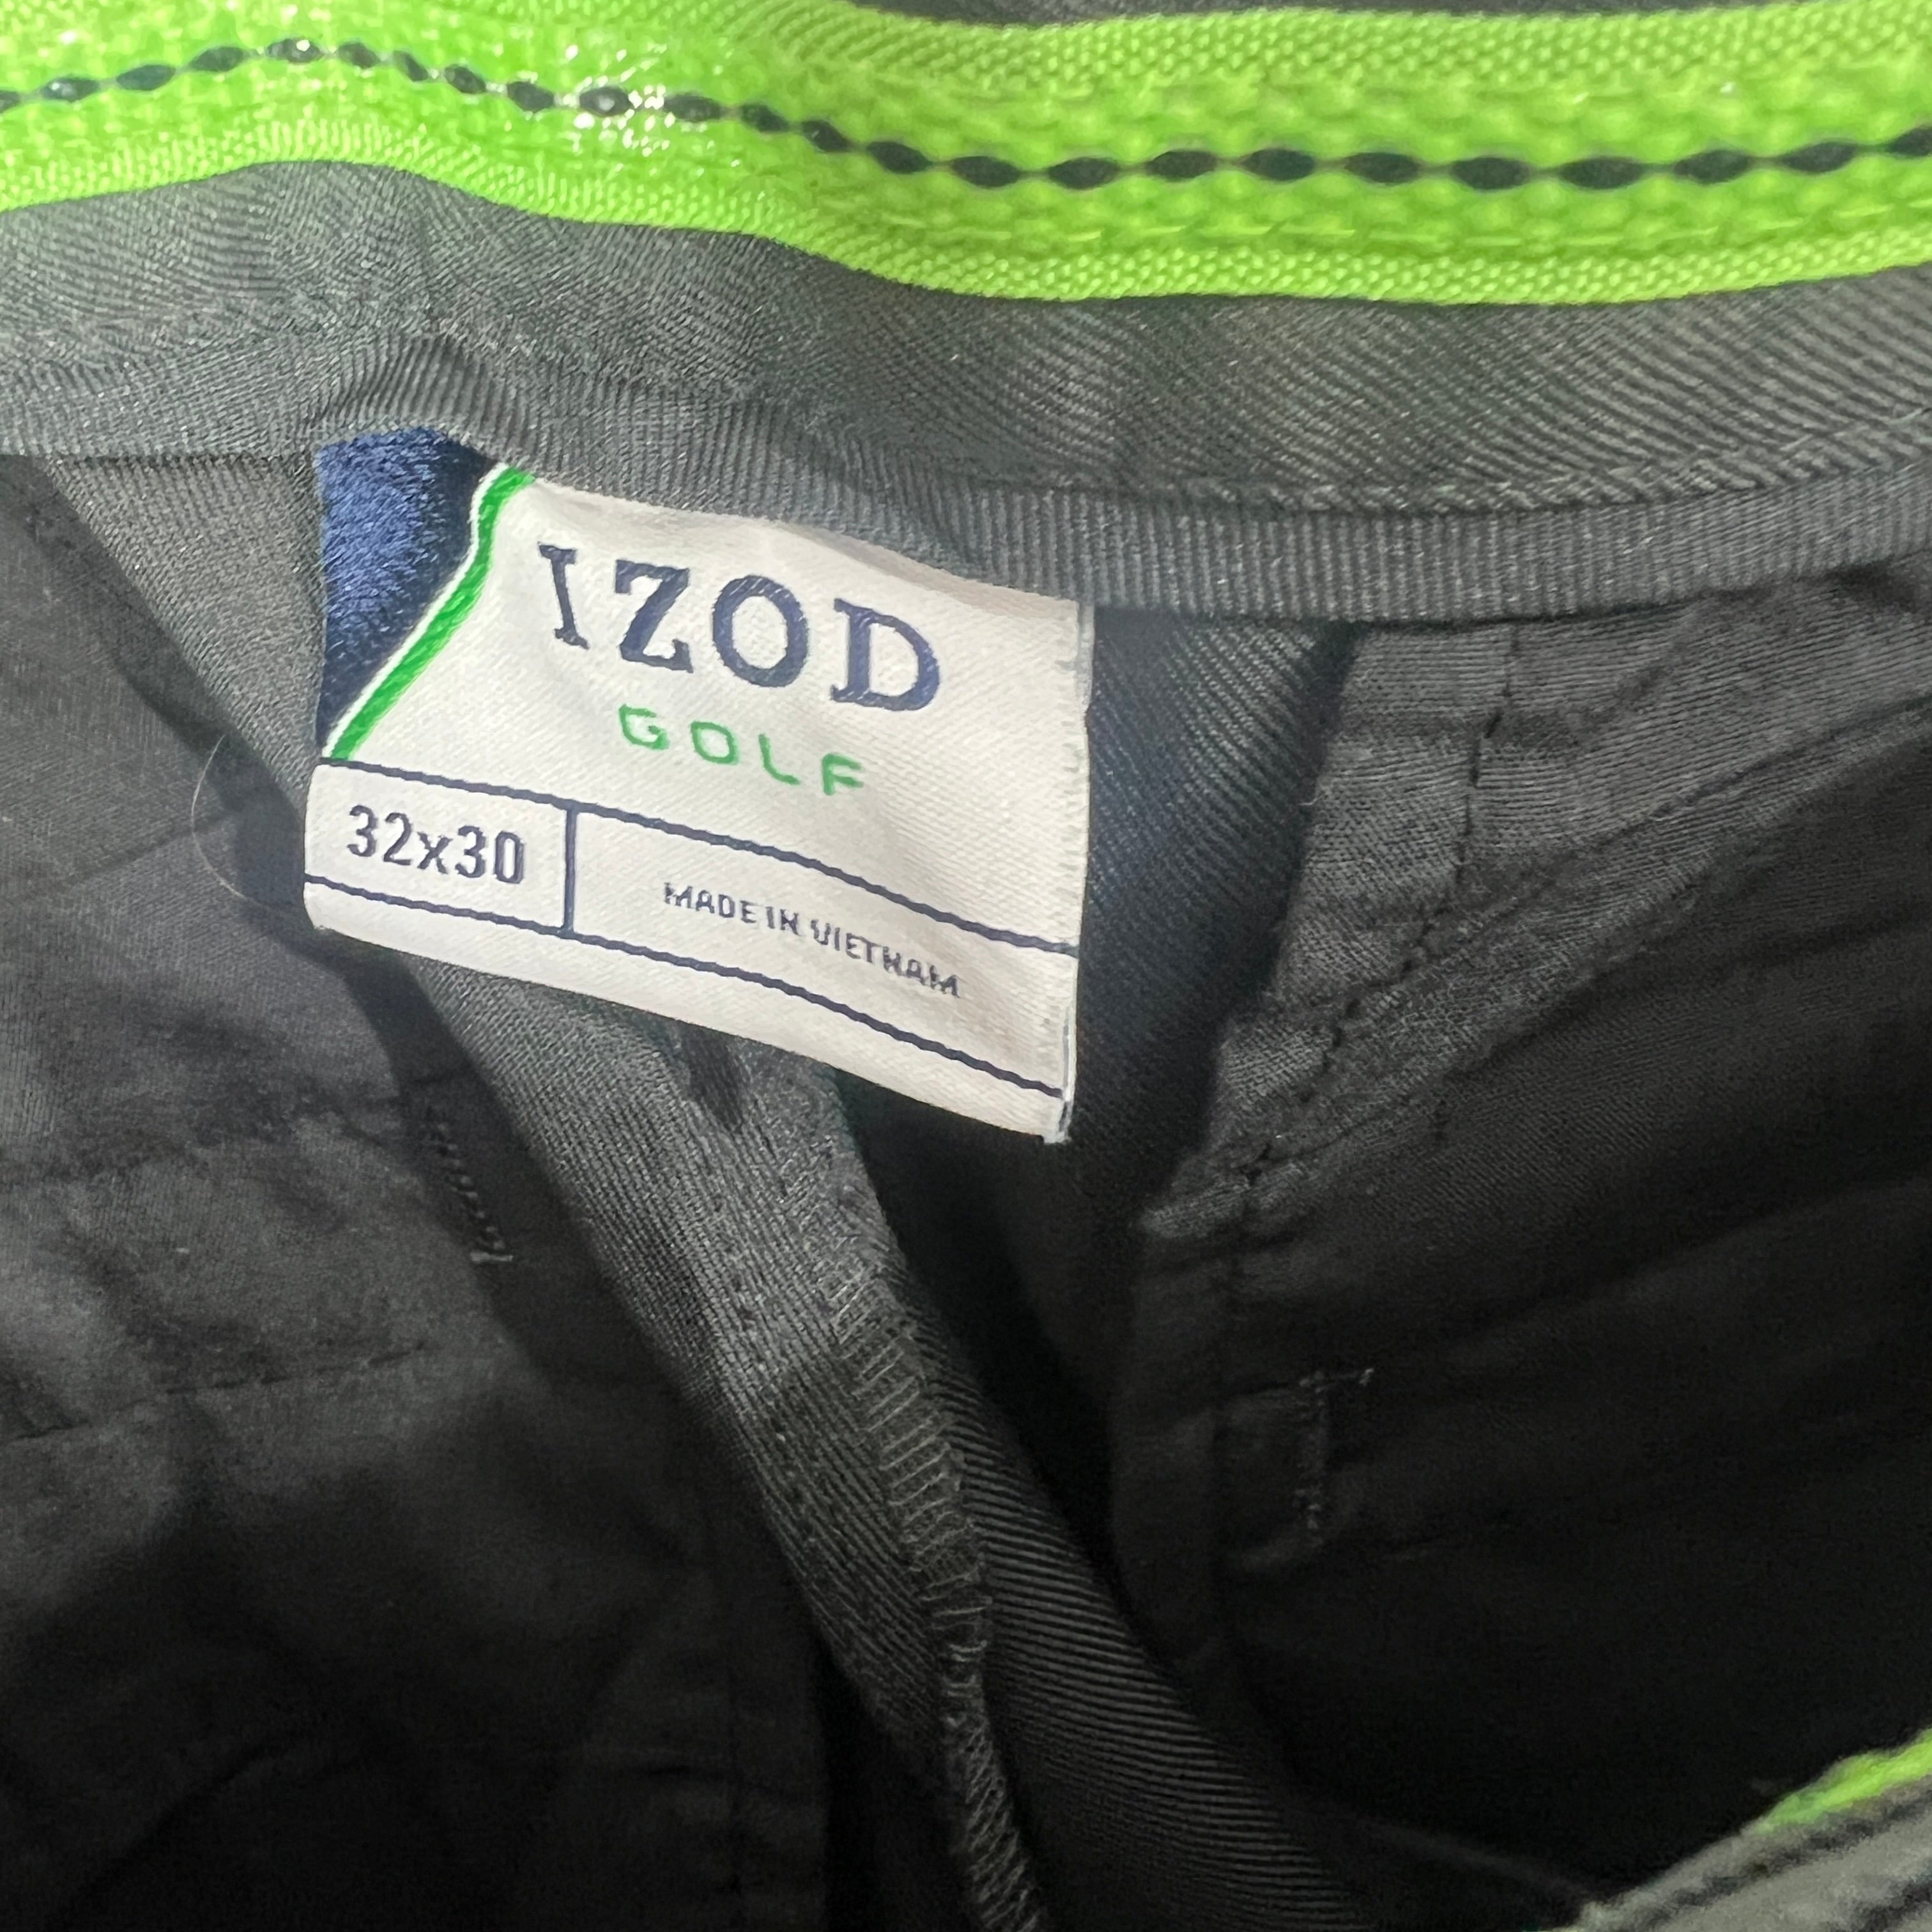 IZOD
GOLF
32x30
MADE IN VIETNAM